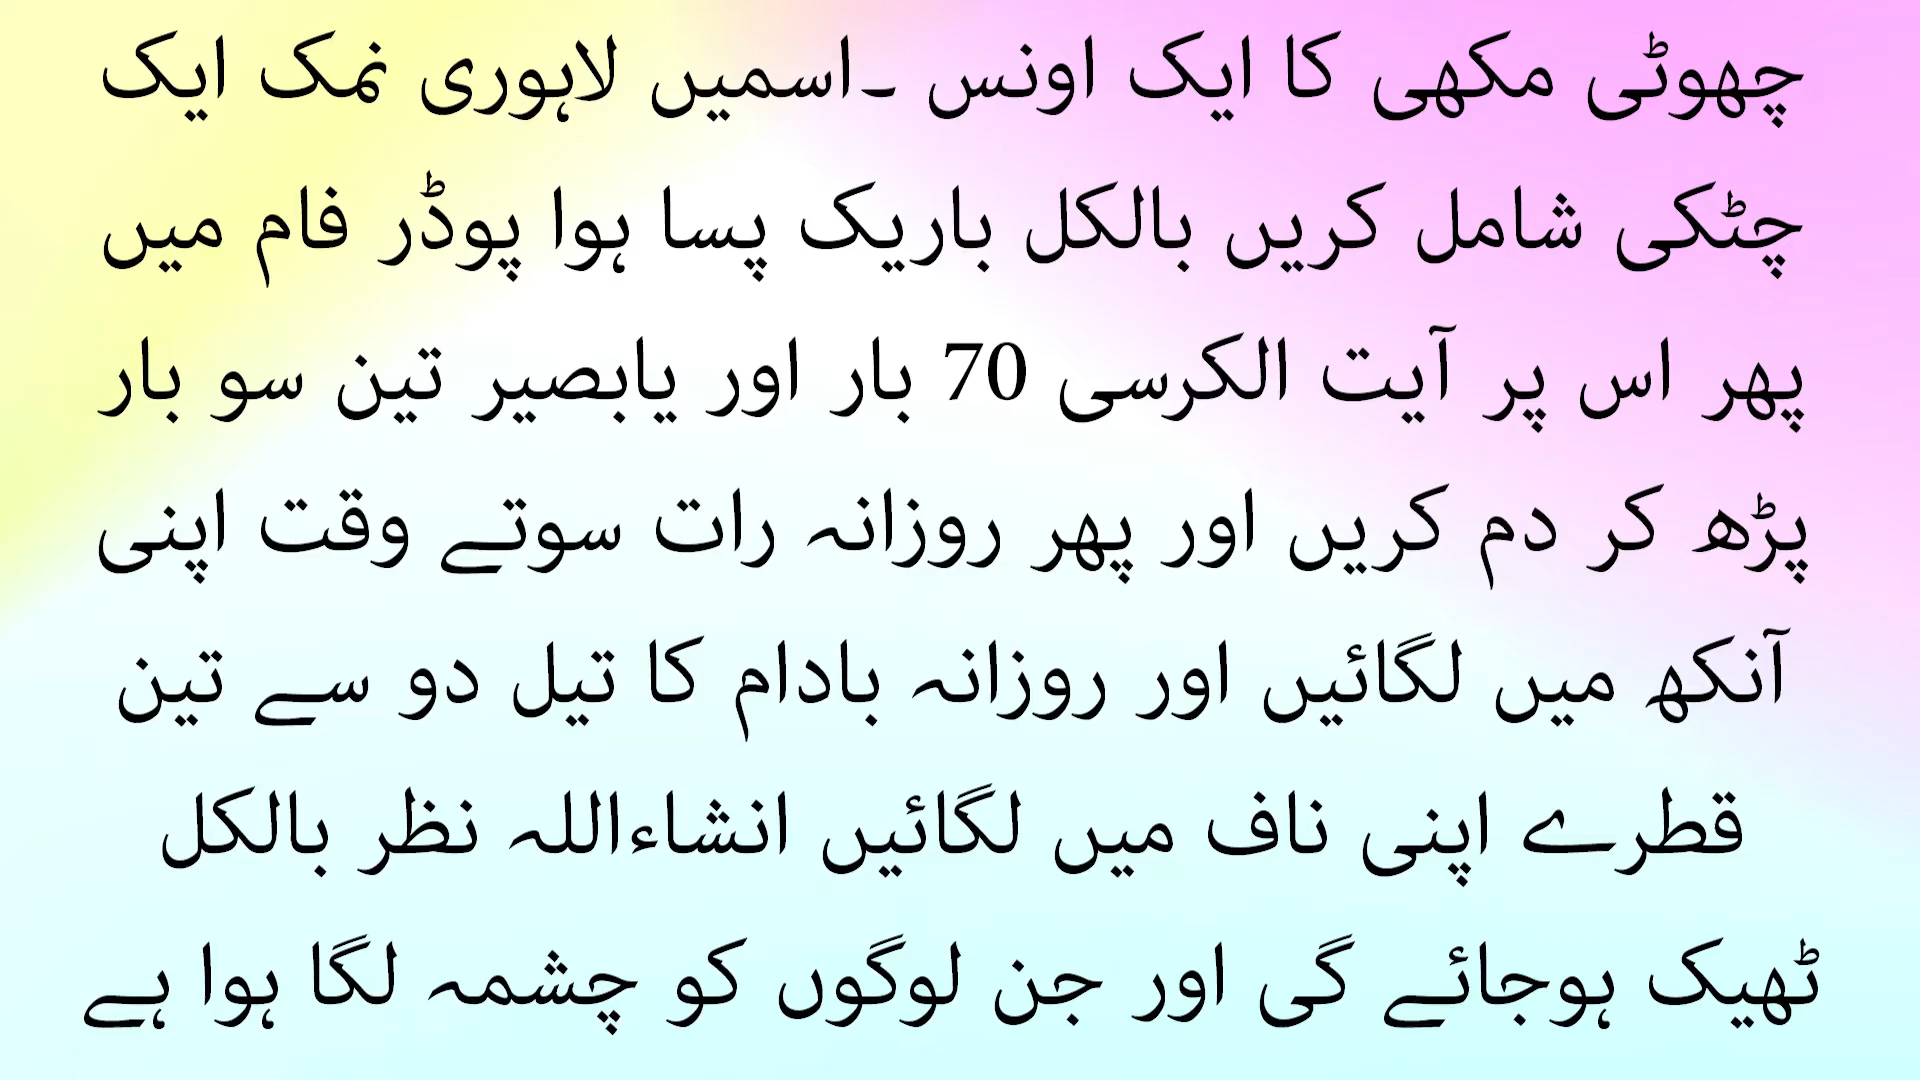 چھوٹی مکھی کا ایک اونس ۔اسمیں لاہوری نمک ایک
چٹکی شامل کریں بالکل باریک پسا ہوا پوڈر فام میں
پھر اس پر آیت الکرسی 70 بار اور یابصیر تین سو بار
پڑھ کر دم کریں اور پھر روزانہ رات سوتے وقت اپنی
آنکھ میں لگائیں اور روزانہ بادام کا تیل دو سے تین
قطرے اپنی ناف میں لگائیں انشاءاللہ نظر بالکل
ٹھیک ہوجائے گی اور جن لوگوں کو چشمہ لگا ہوا ہے